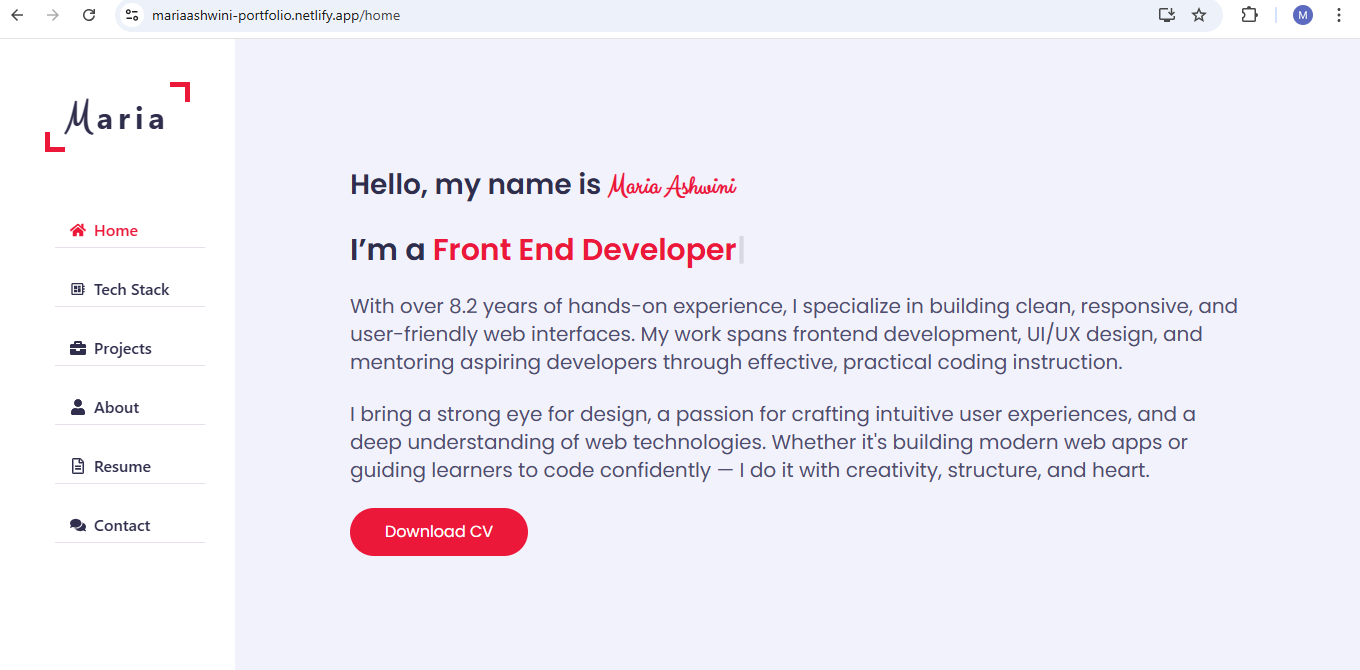 mariaashwini-portfolio.netlify.app/home
M
Maria
Home
Tech Stack
Projects
About
Resume
Contact
Hello, my name is Maria Ashwini
I’m a Front End Developer
With over 8.2 years of hands-on experience, I specialize in building clean, responsive, and
user-friendly web interfaces. My work spans frontend development, UI/UX design, and
mentoring aspiring developers through effective, practical coding instruction.
I bring a strong eye for design, a passion for crafting intuitive user experiences, and a
deep understanding of web technologies. Whether it's building modern web apps or
guiding learners to code confidently — I do it with creativity, structure, and heart.
Download CV